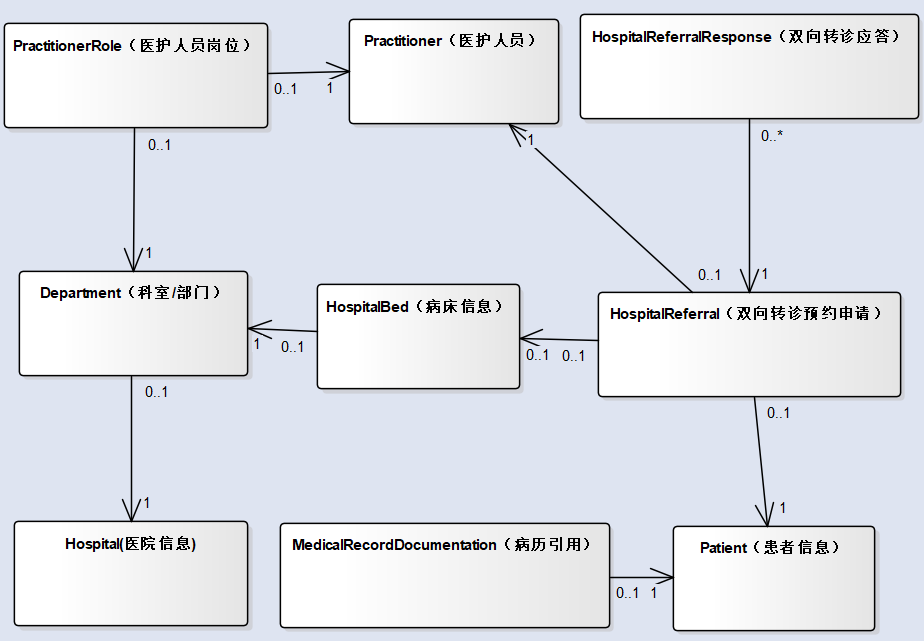 PractitionerRole（医护人员岗位）
Practitioner（医护人员）
HospitalReferralResponse（双向转诊应答）
0..1
1
0..1
1
0..*
1
0..1
1
Department（科室/部门）
HospitalBed（病床信息）
HospitalReferral（双向转诊预约申请）
1
0..1
0..1
0..1
0..1
1
0..1
1
Hospital(医院信息)
MedicalRecordDocumentation（病历引用）
Patient（患者信息）
0..1
1